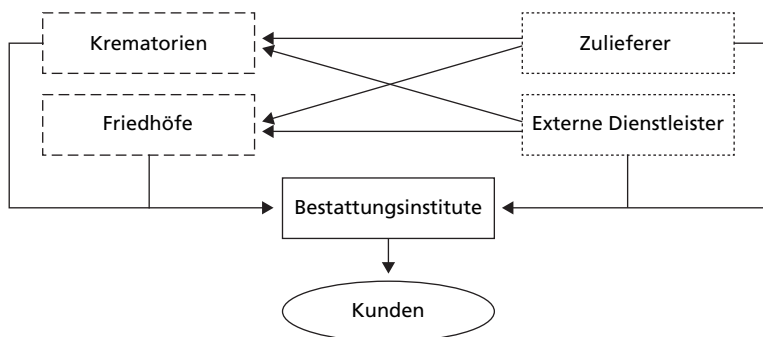 Krematorien
Zulieferer
Friedhöfe
Externe Dienstleister
Bestattungsinstitute
Kunden